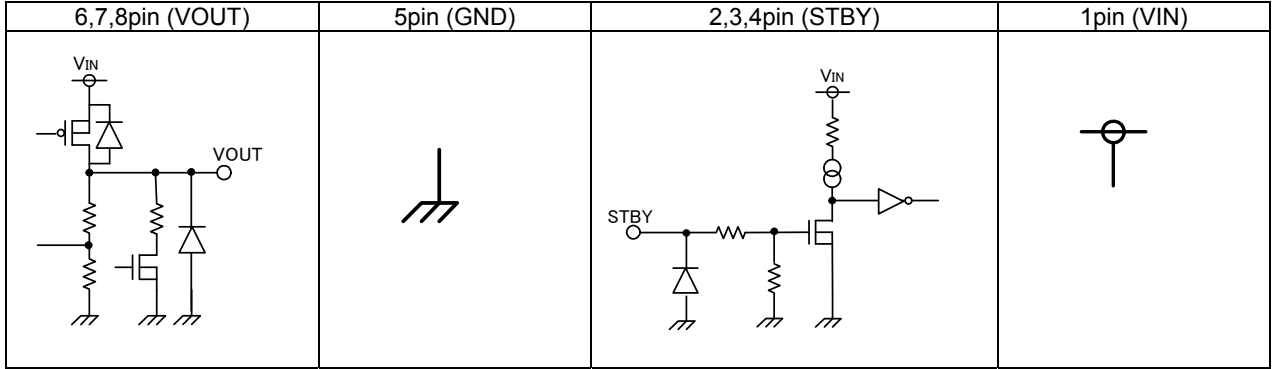 6,7,8pin (VOUT)
5pin (GND)
2,3,4pin (STBY)
1pin (VIN)
VIN
VOUT
VIN
STBY